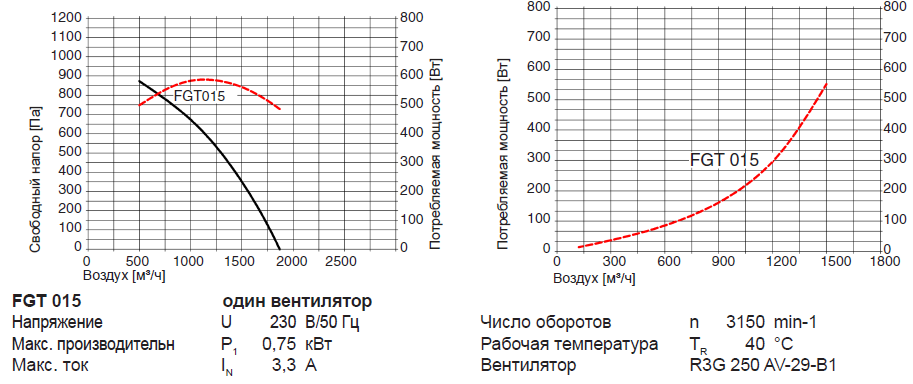 1200
1100
1000
900
800
700
600
500
400
300
200
100
0
Свободный напор [Па]
800
700
600
500
400
300
200
100
0
Потребляемая мощность [Вт]
FGT015
0 500 1000 1500 2000 2500
Воздух [м³/ч]
800
700
600
500
400
300
200
100
0
Потребляемая мощность [Вт]
800
700
600
500
400
300
200
100
0
FGT 015
0 300 600 900 1200 1500 1800
Воздух [м³/ч]
FGT 015 один вентилятор
Напряжение U 230 В/50 Гц
Макс. производительн P1 0,75 кВт
Макс. ток IN 3,3 А
Число оборотов n 3150 min-1
Рабочая температура TR 40 °C
Вентилятор R3G 250 AV-29-B1